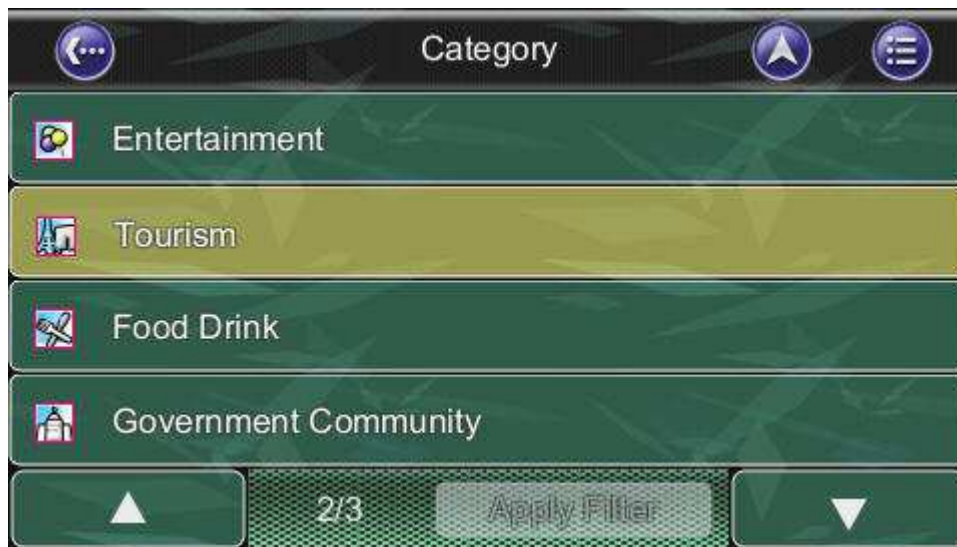 Category
Entertainment
Tourism
Food Drink
Government Community
2/3 Apply Filter